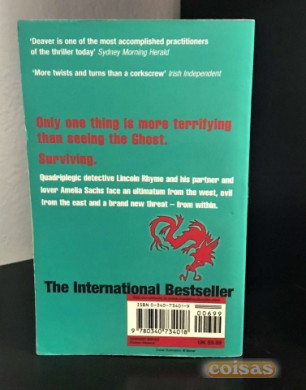 'Deaver is one of the most accomplished practitioners
of the thriller today' Sydney Morning Herald
'More twists and turns than a corkscrew' Irish Independent
Only one thing is more terrifying
than seeing the Ghost.
Surviving.
Quadriplegic detective Lincoln Rhyme and his partner and
lover Amelia Sachs face an ultimatum from the west, evil
from the east and a brand new threat – from within.
The International Bestseller
ISBN 0-340-73401-8
00699
9 780340 734018
coisas